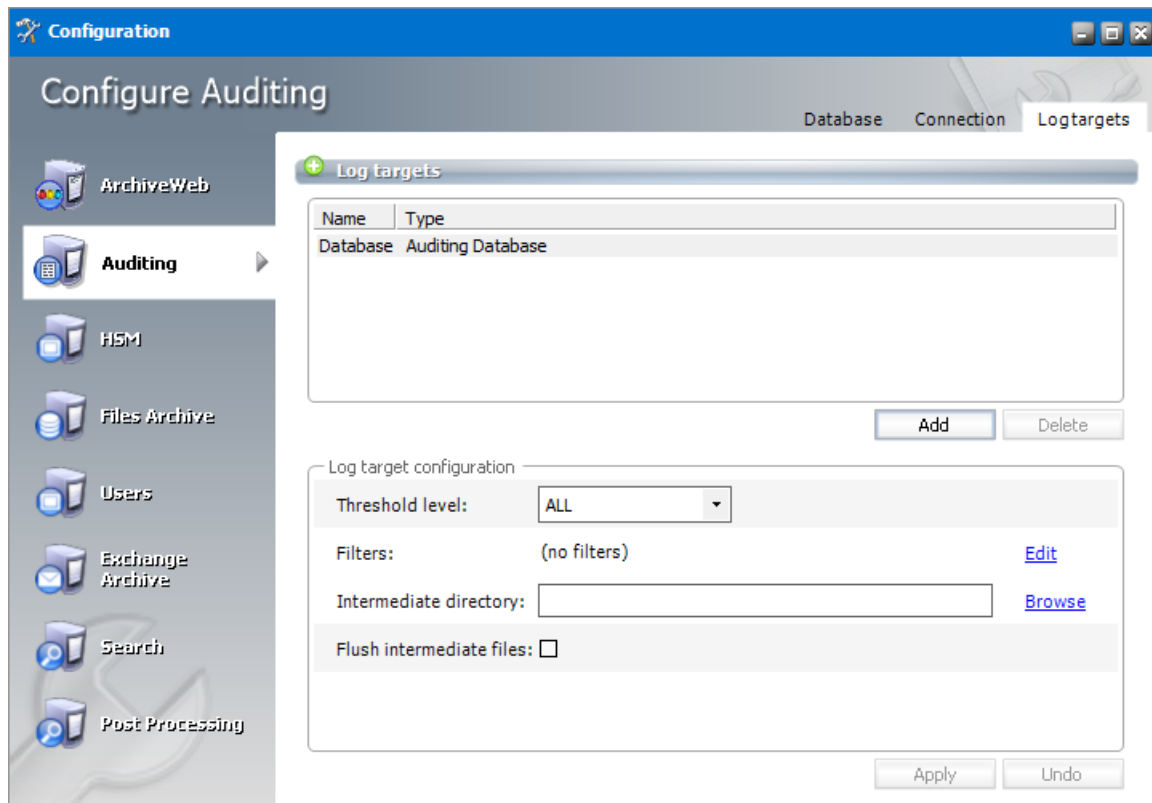 Configuration
Configure Auditing
Database Connection Logtargets
ArchiveWeb
Auditing
HSM
Files Archive
Users
Exchange
Archive
Search
Post Processing
Log targets
Name Type
Database Auditing Database
Add Delete
Log target configuration
Threshold level: ALL
Filters: (no filters) Edit
Intermediate directory: Browse
Flush intermediate files:
Apply Undo